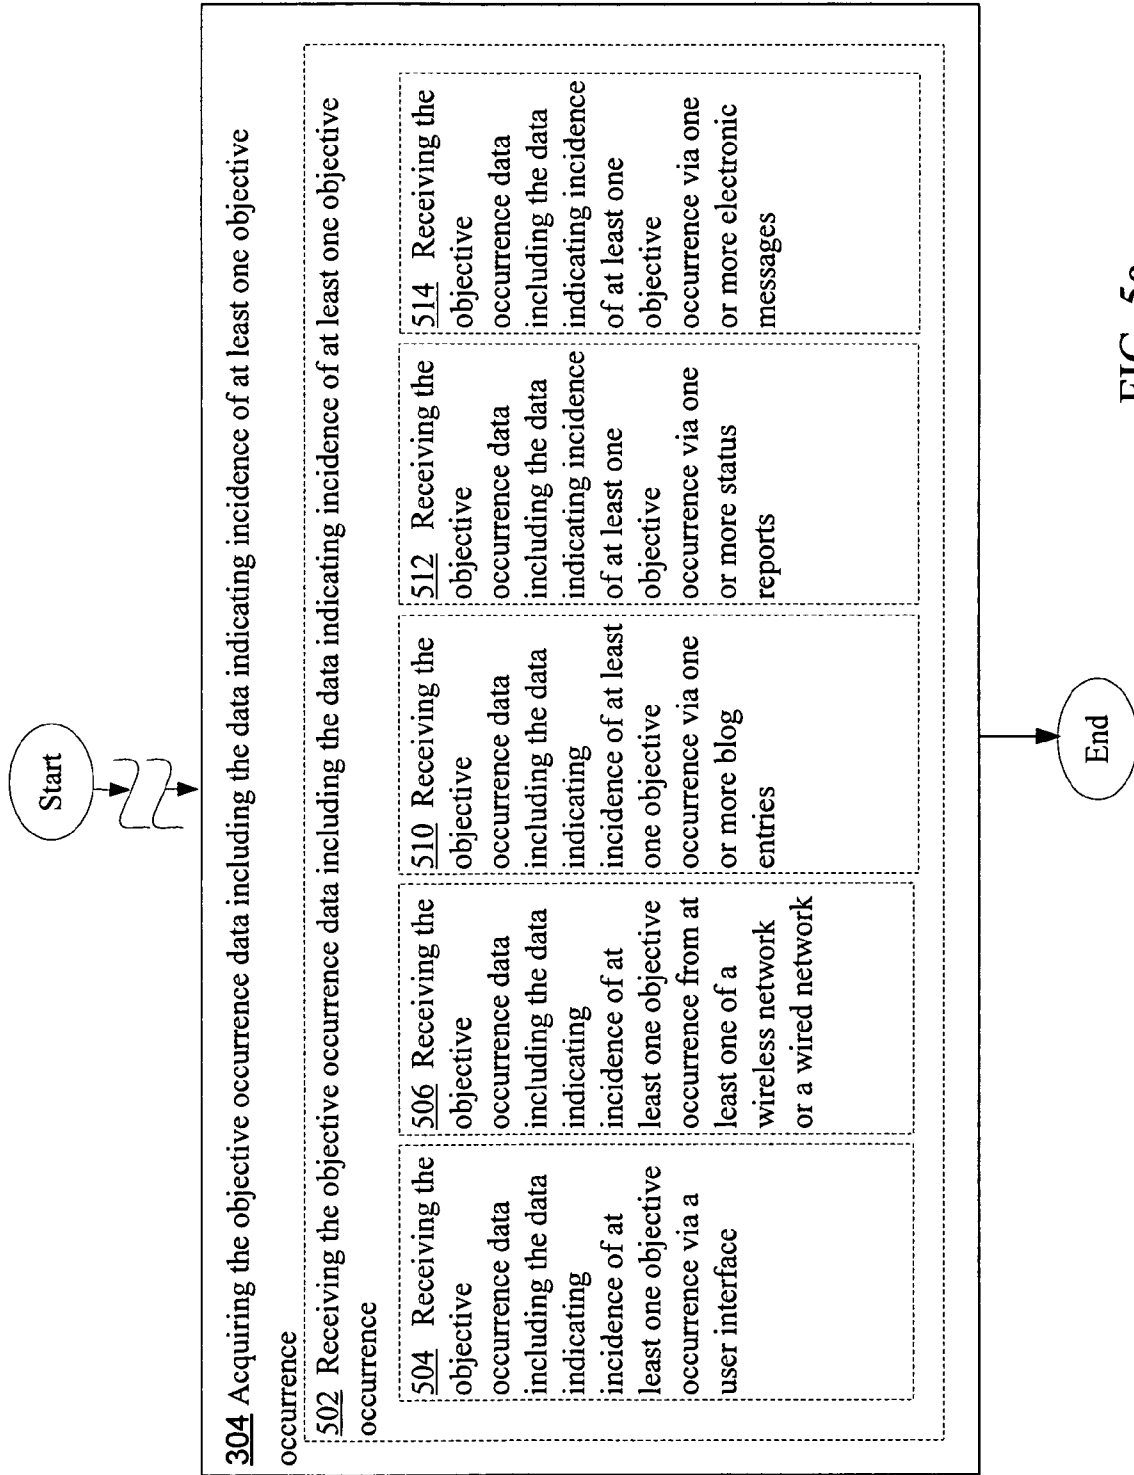 Start
304 Acquiring the objective occurrence data including the data indicating incidence of at least one objective
occurrence
502 Receiving the objective occurrence data including the data indicating incidence of at least one objective
occurrence
504 Receiving the
objective
occurrence data
including the data
indicating
incidence of at
least one objective
occurrence via a
user interface
506 Receiving the
objective
occurrence data
including the data
indicating
incidence of at
least one objective
occurrence from at
least one of a
wireless network
or a wired network
510 Receiving the
objective
occurrence data
including the data
indicating
incidence of at least
one objective
occurrence via one
or more blog
entries
512 Receiving the
objective
occurrence data
including the data
indicating incidence
of at least one
objective
occurrence via one
or more status
reports
514 Receiving the
objective
occurrence data
including the data
indicating incidence
of at least one
objective
occurrence via one
or more electronic
messages
End
FIG. 5a